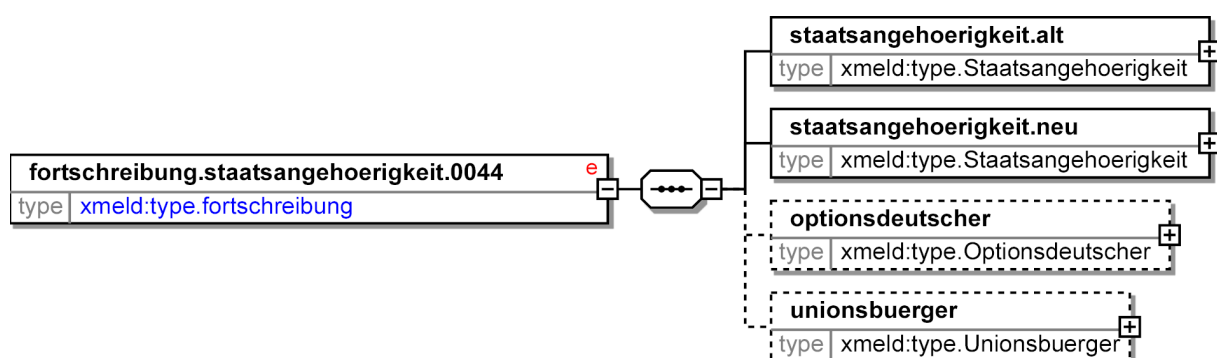 staatsangehoerigkeit.alt
type xmeld:type.Staatsangehoerigkeit
staatsangehoerigkeit.neu
type xmeld:type.Staatsangehoerigkeit
fortschreibung.staatsangehoerigkeit.0044 e
type xmeld:type.fortschreibung
optionsdeutscher
type xmeld:type.Optionsdeutscher
unionsbuerger
type xmeld:type.Unionsbuerger